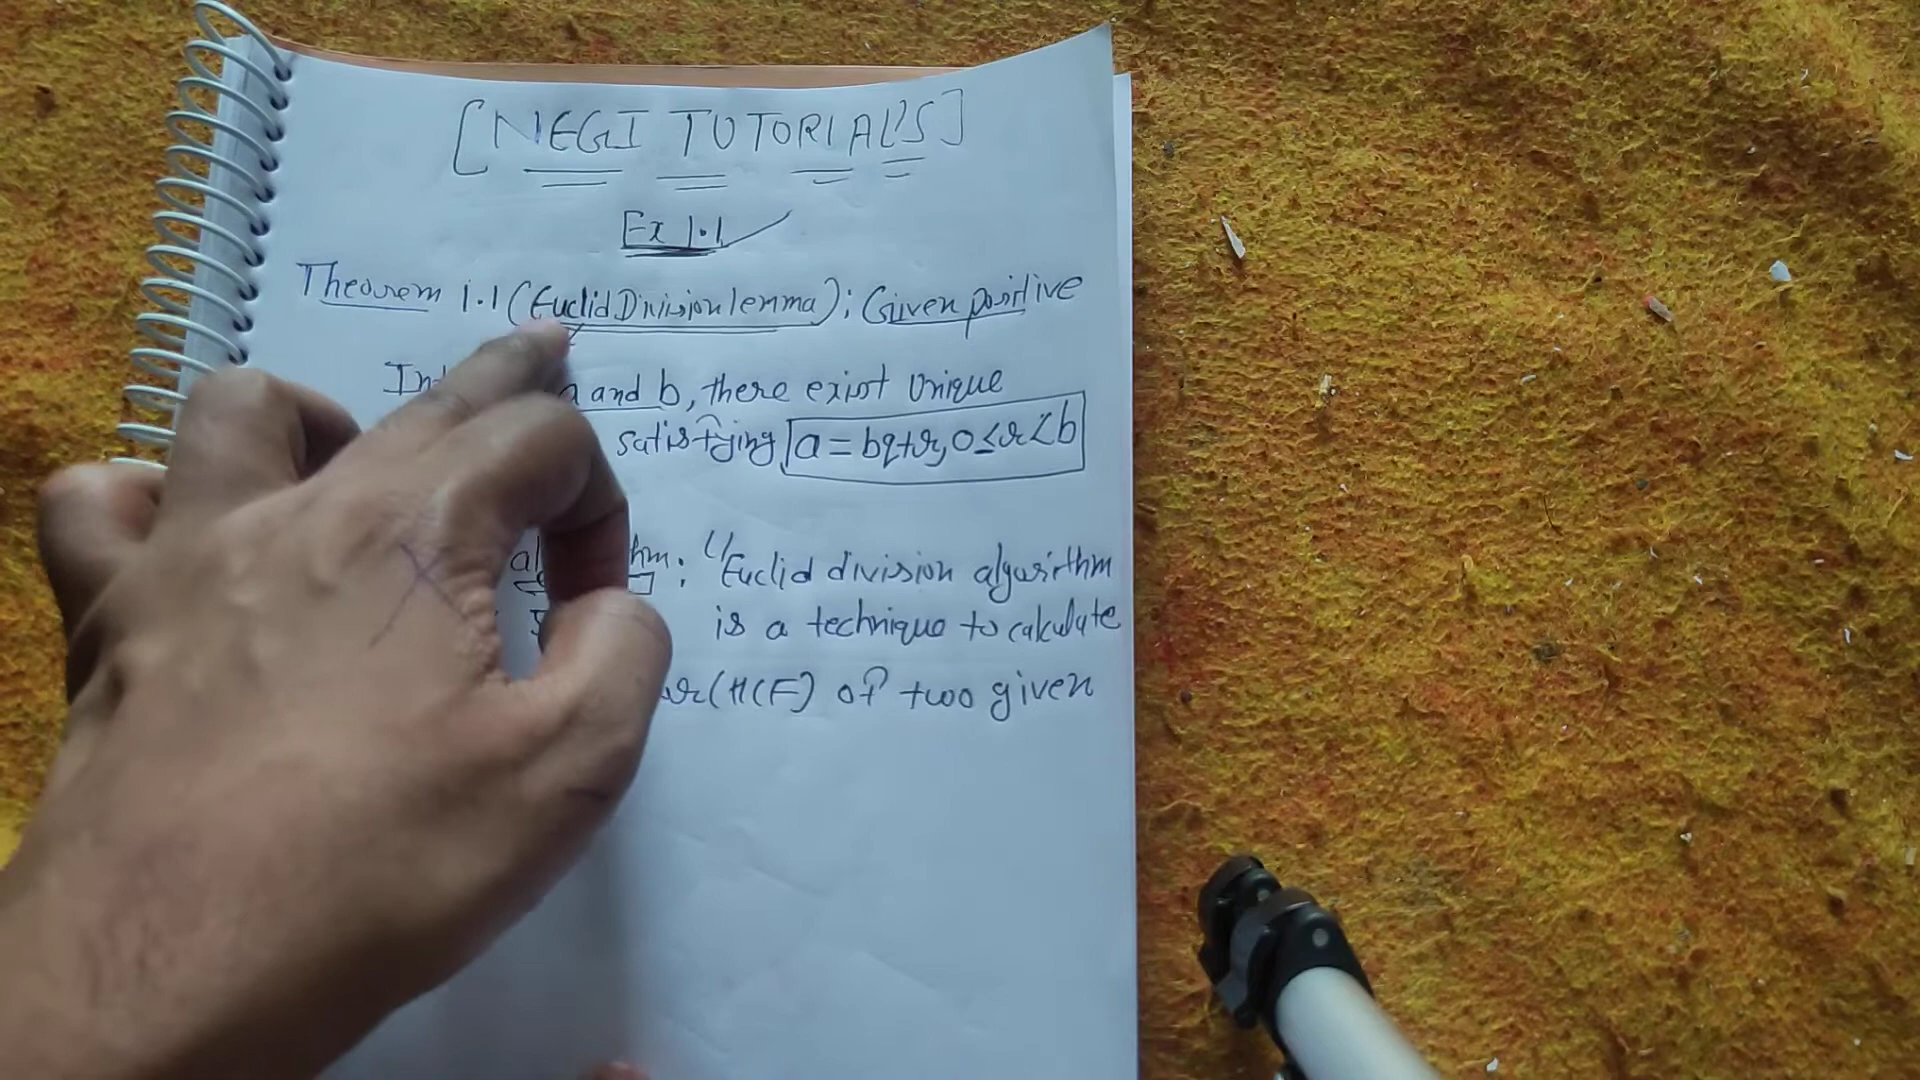 [NEGI TUTORIAL'S]
Ex 1.1
Theorem 1.1 (Euclid Division lemma); Given positive
a and b, there exist Unique
satisfying a = bq+r, 0≤r<b
: "Euclid division algorithm
is a technique to calculate
(HCF) of two given